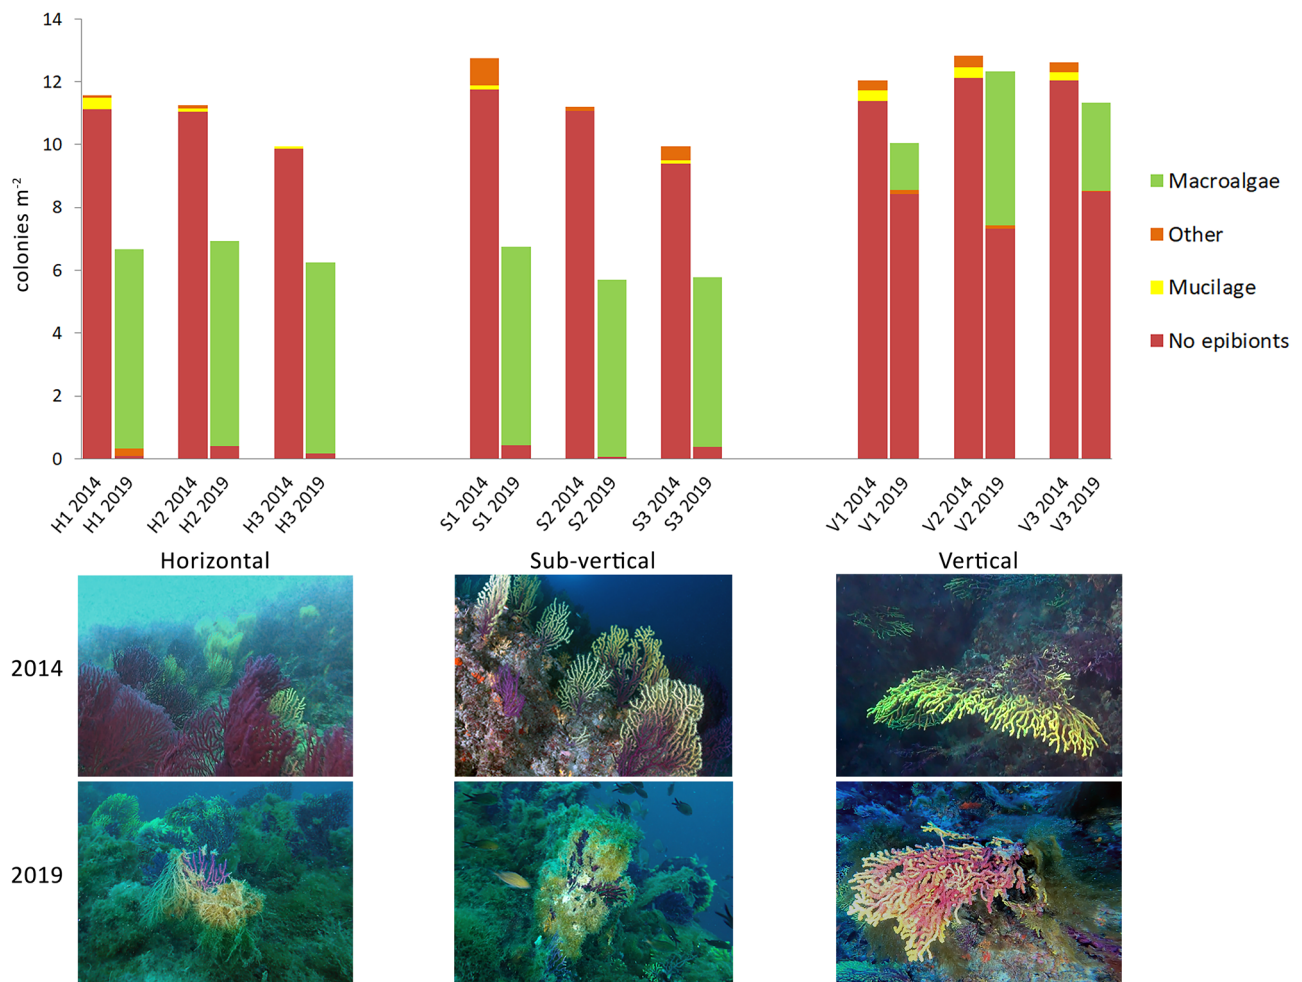 14
12
10
8
6
4
2
0
colonies m⁻²
Macroalgae
Other
Mucilage
No epibionts
H1 2014
H1 2019
H2 2014
H2 2019
H3 2014
H3 2019
S1 2014
S1 2019
S2 2014
S2 2019
S3 2014
S3 2019
V1 2014
V1 2019
V2 2014
V2 2019
V3 2014
V3 2019
Horizontal
Sub-vertical
Vertical
2014
2019